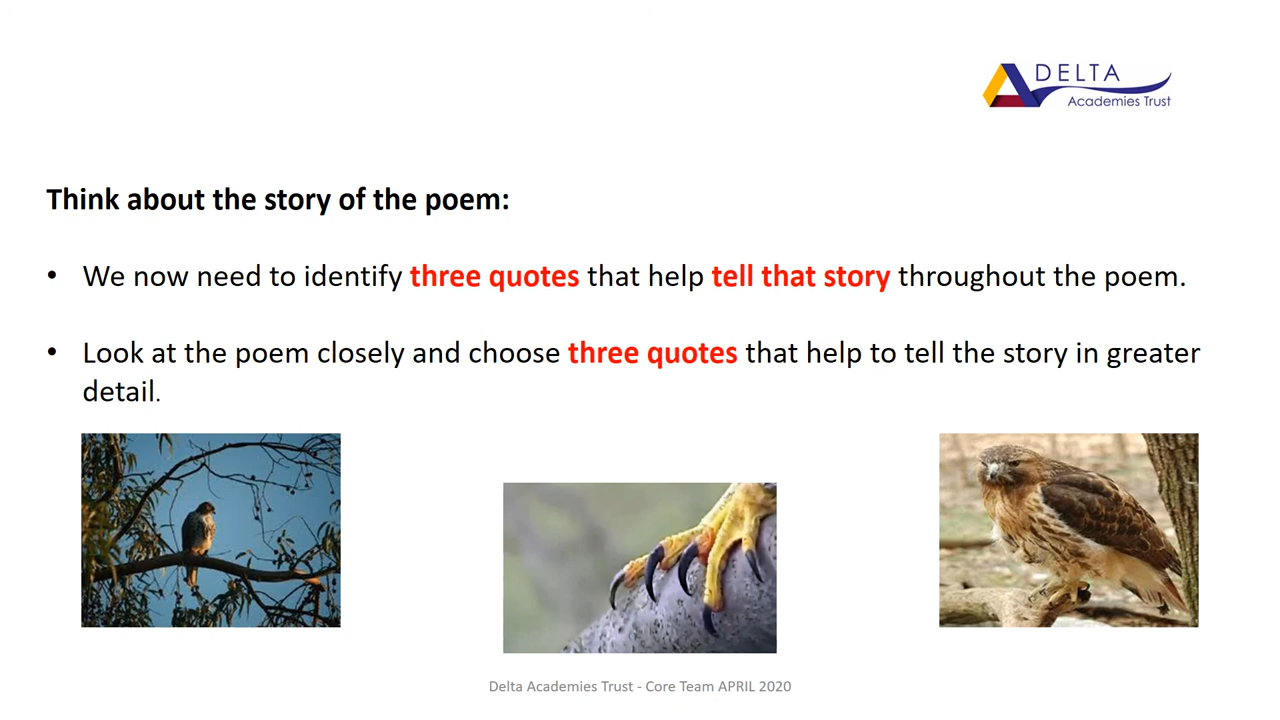 DELTA
Academies Trust
Think about the story of the poem:
• We now need to identify three quotes that help tell that story throughout the poem.
• Look at the poem closely and choose three quotes that help to tell the story in greater
detail.
Delta Academies Trust - Core Team APRIL 2020